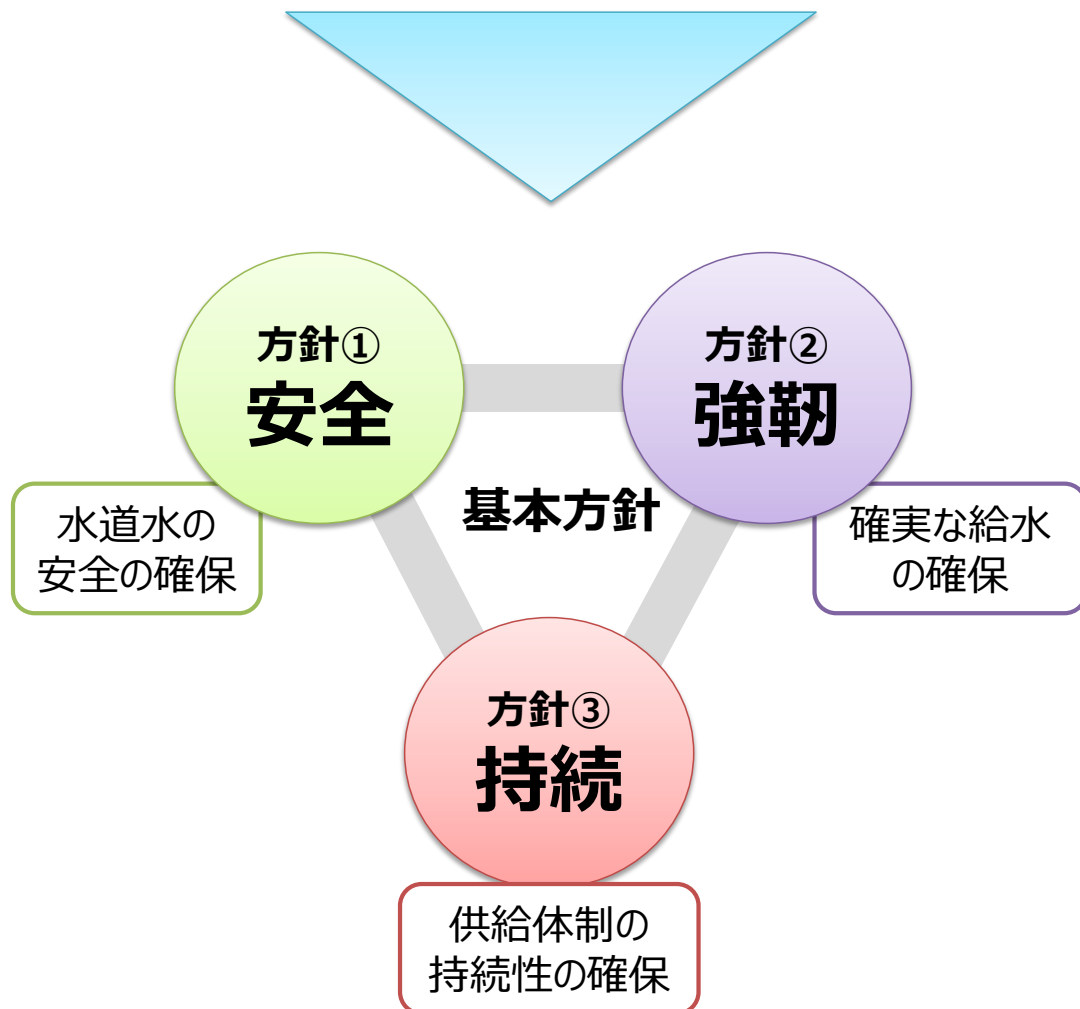 方針①
安全
水道水の
安全の確保
方針②
強靭
確実な給水
の確保
基本方針
方針③
持続
供給体制の
持続性の確保